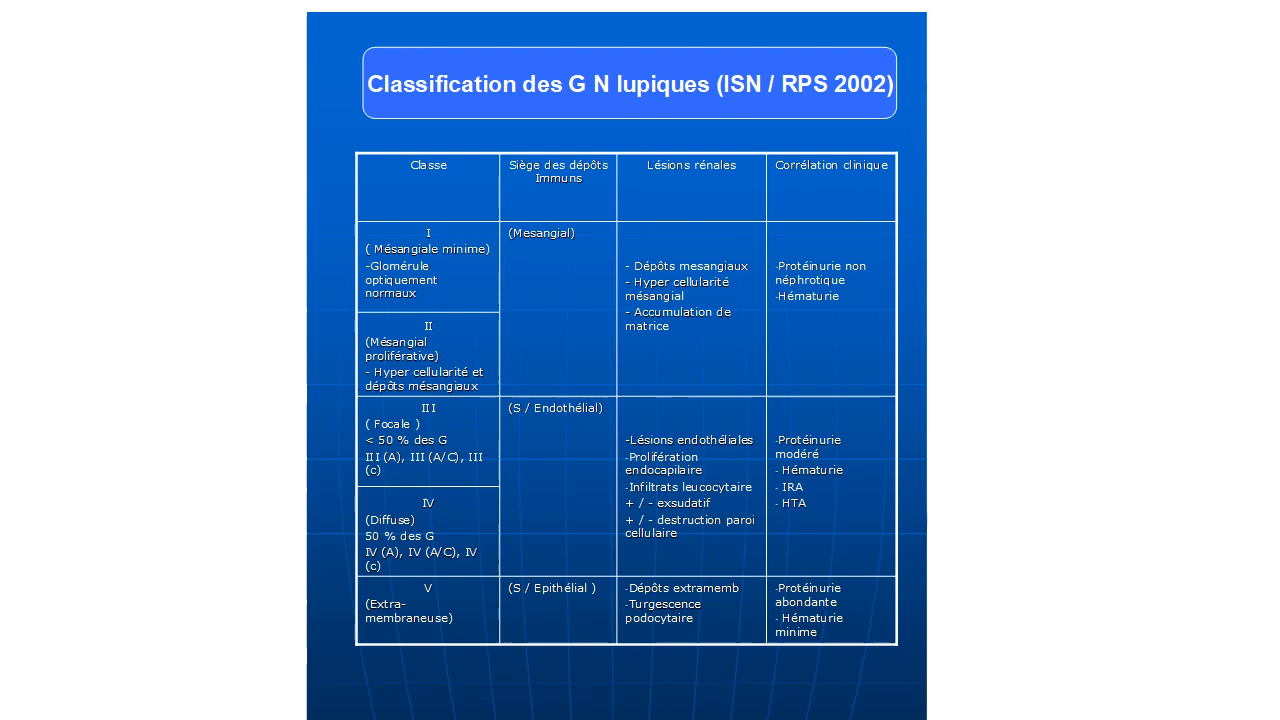 Classification des G N lupiques (ISN / RPS 2002)
Classe
Siège des dépôts
Immuns
Lésions rénales
Corrélation clinique
I
( Mésangiale minime)
-Glomérule
optiquement
normaux
(Mesangial)
- Dépôts mesangiaux
- Hyper cellularité
mésangial
- Accumulation de
matrice
-Protéinurie non
néphrotique
-Hématurie
II
(Mésangial
proliférative)
- Hyper cellularité et
dépôts mésangiaux
III
( Focale )
< 50 % des G
III (A), III (A/C), III
(c)
(S / Endothélial)
-Lésions endothéliales
-Prolifération
endocapilaire
-Infiltrats leucocytaire
+ / - exsudatif
+ / - destruction paroi
cellulaire
-Protéinurie
modéré
- Hématurie
- IRA
- HTA
IV
(Diffuse)
50 % des G
IV (A), IV (A/C), IV
(c)
V
(Extra-
membraneuse)
(S / Epithélial )
-Dépôts extramemb
-Turgescence
podocytaire
-Protéinurie
abondante
- Hématurie
minime